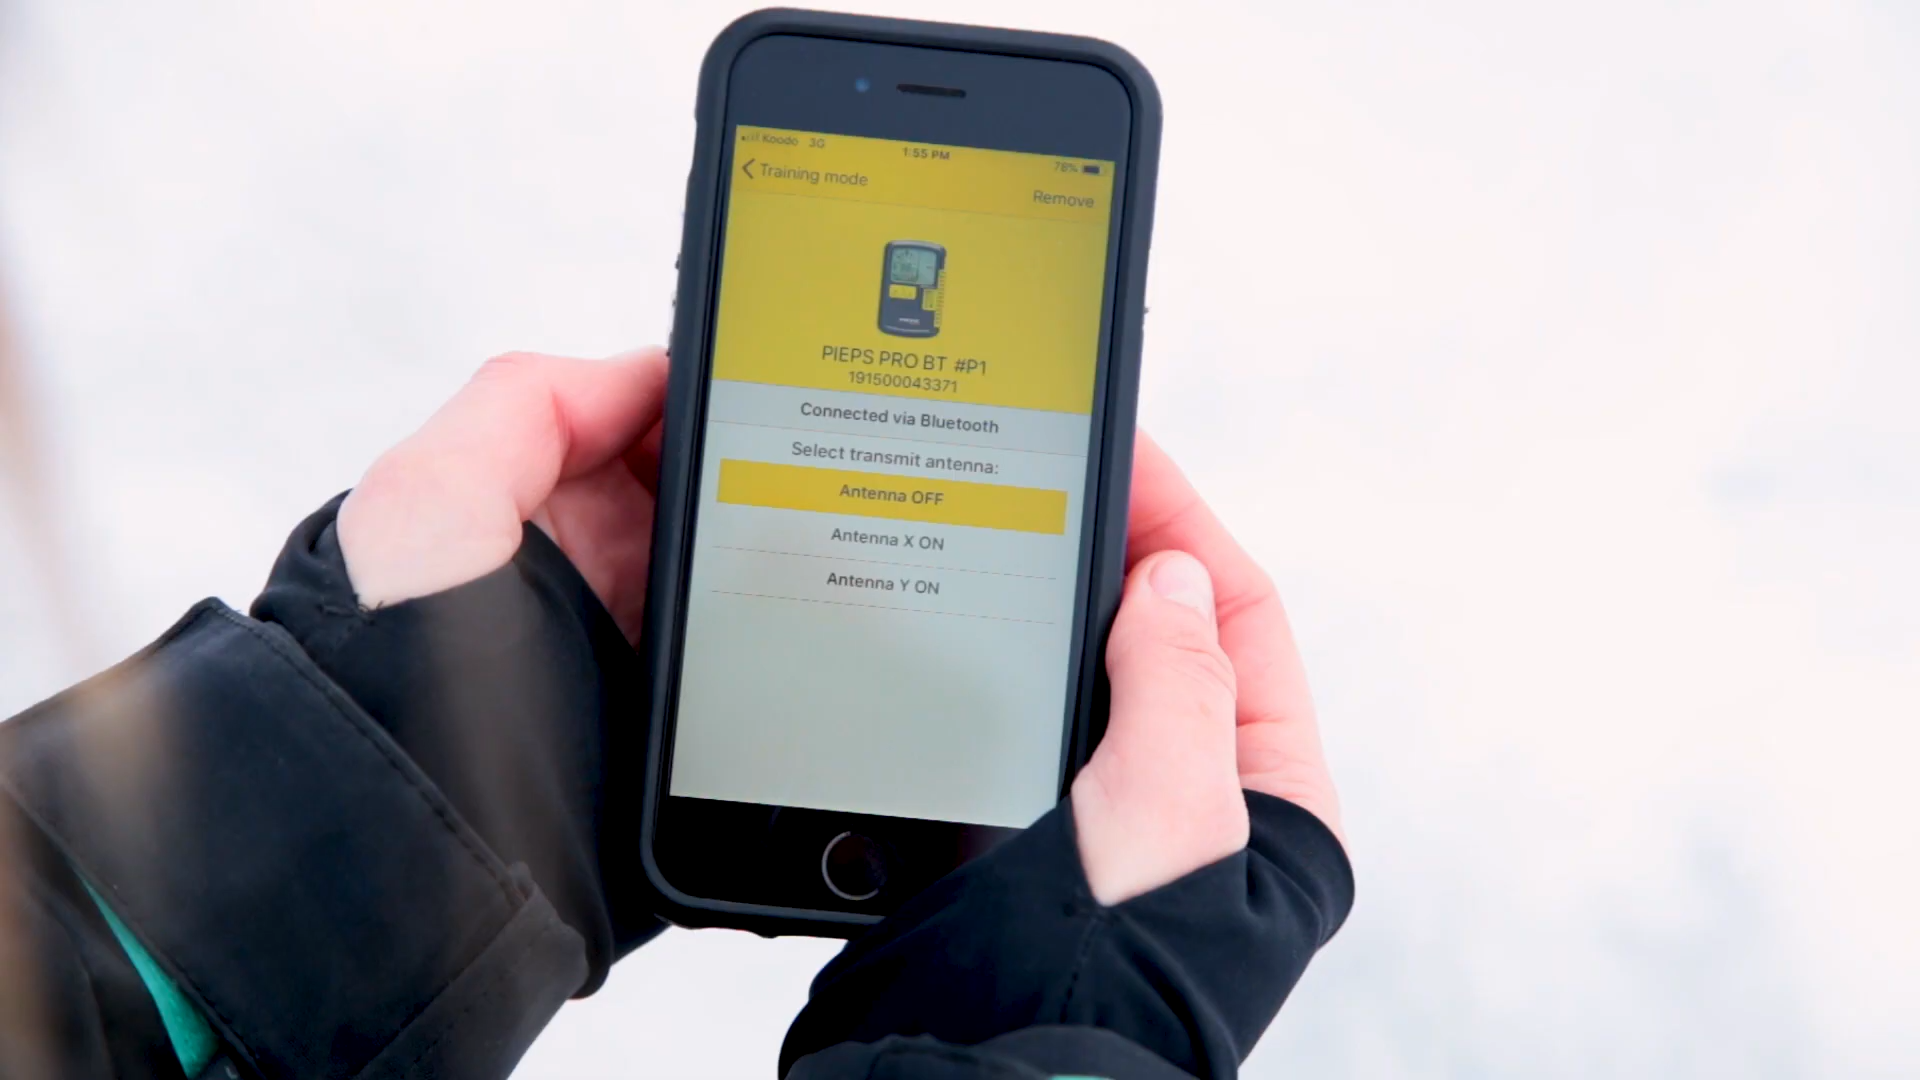 Koodo 3G 1:55 PM 78%
Training mode
Remove
PIEPS PRO BT #P1
191500043371
Connected via Bluetooth
Select transmit antenna:
Antenna OFF
Antenna X ON
Antenna Y ON